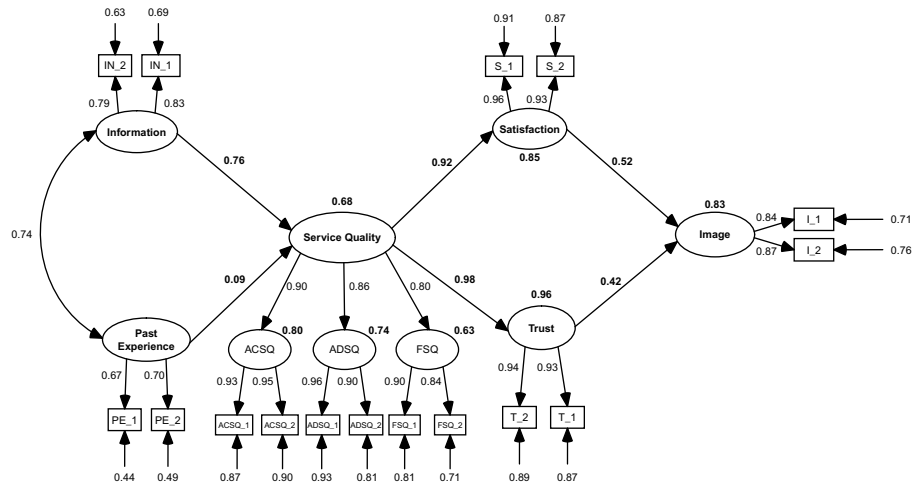 0.63 0.69
IN_2 IN_1
0.79 0.83
Information
0.91 0.87
S_1 S_2
0.96 0.93
Satisfaction
0.85
0.76
0.92
0.52
0.74
0.68
Service Quality
0.83
Image
0.84 I_1 0.71
0.87 I_2 0.76
0.09
0.90 0.86 0.80
0.98
0.42
Past
Experience
0.80 0.74 0.63
ACSQ ADSQ FSQ
0.96
Trust
0.67 0.70
0.93 0.95 0.96 0.90 0.90 0.84
0.94 0.93
PE_1 PE_2
ACSQ_1 ACSQ_2 ADSQ_1 ADSQ_2 FSQ_1 FSQ_2
T_2 T_1
0.44 0.49
0.87 0.90 0.93 0.81 0.81 0.71
0.89 0.87